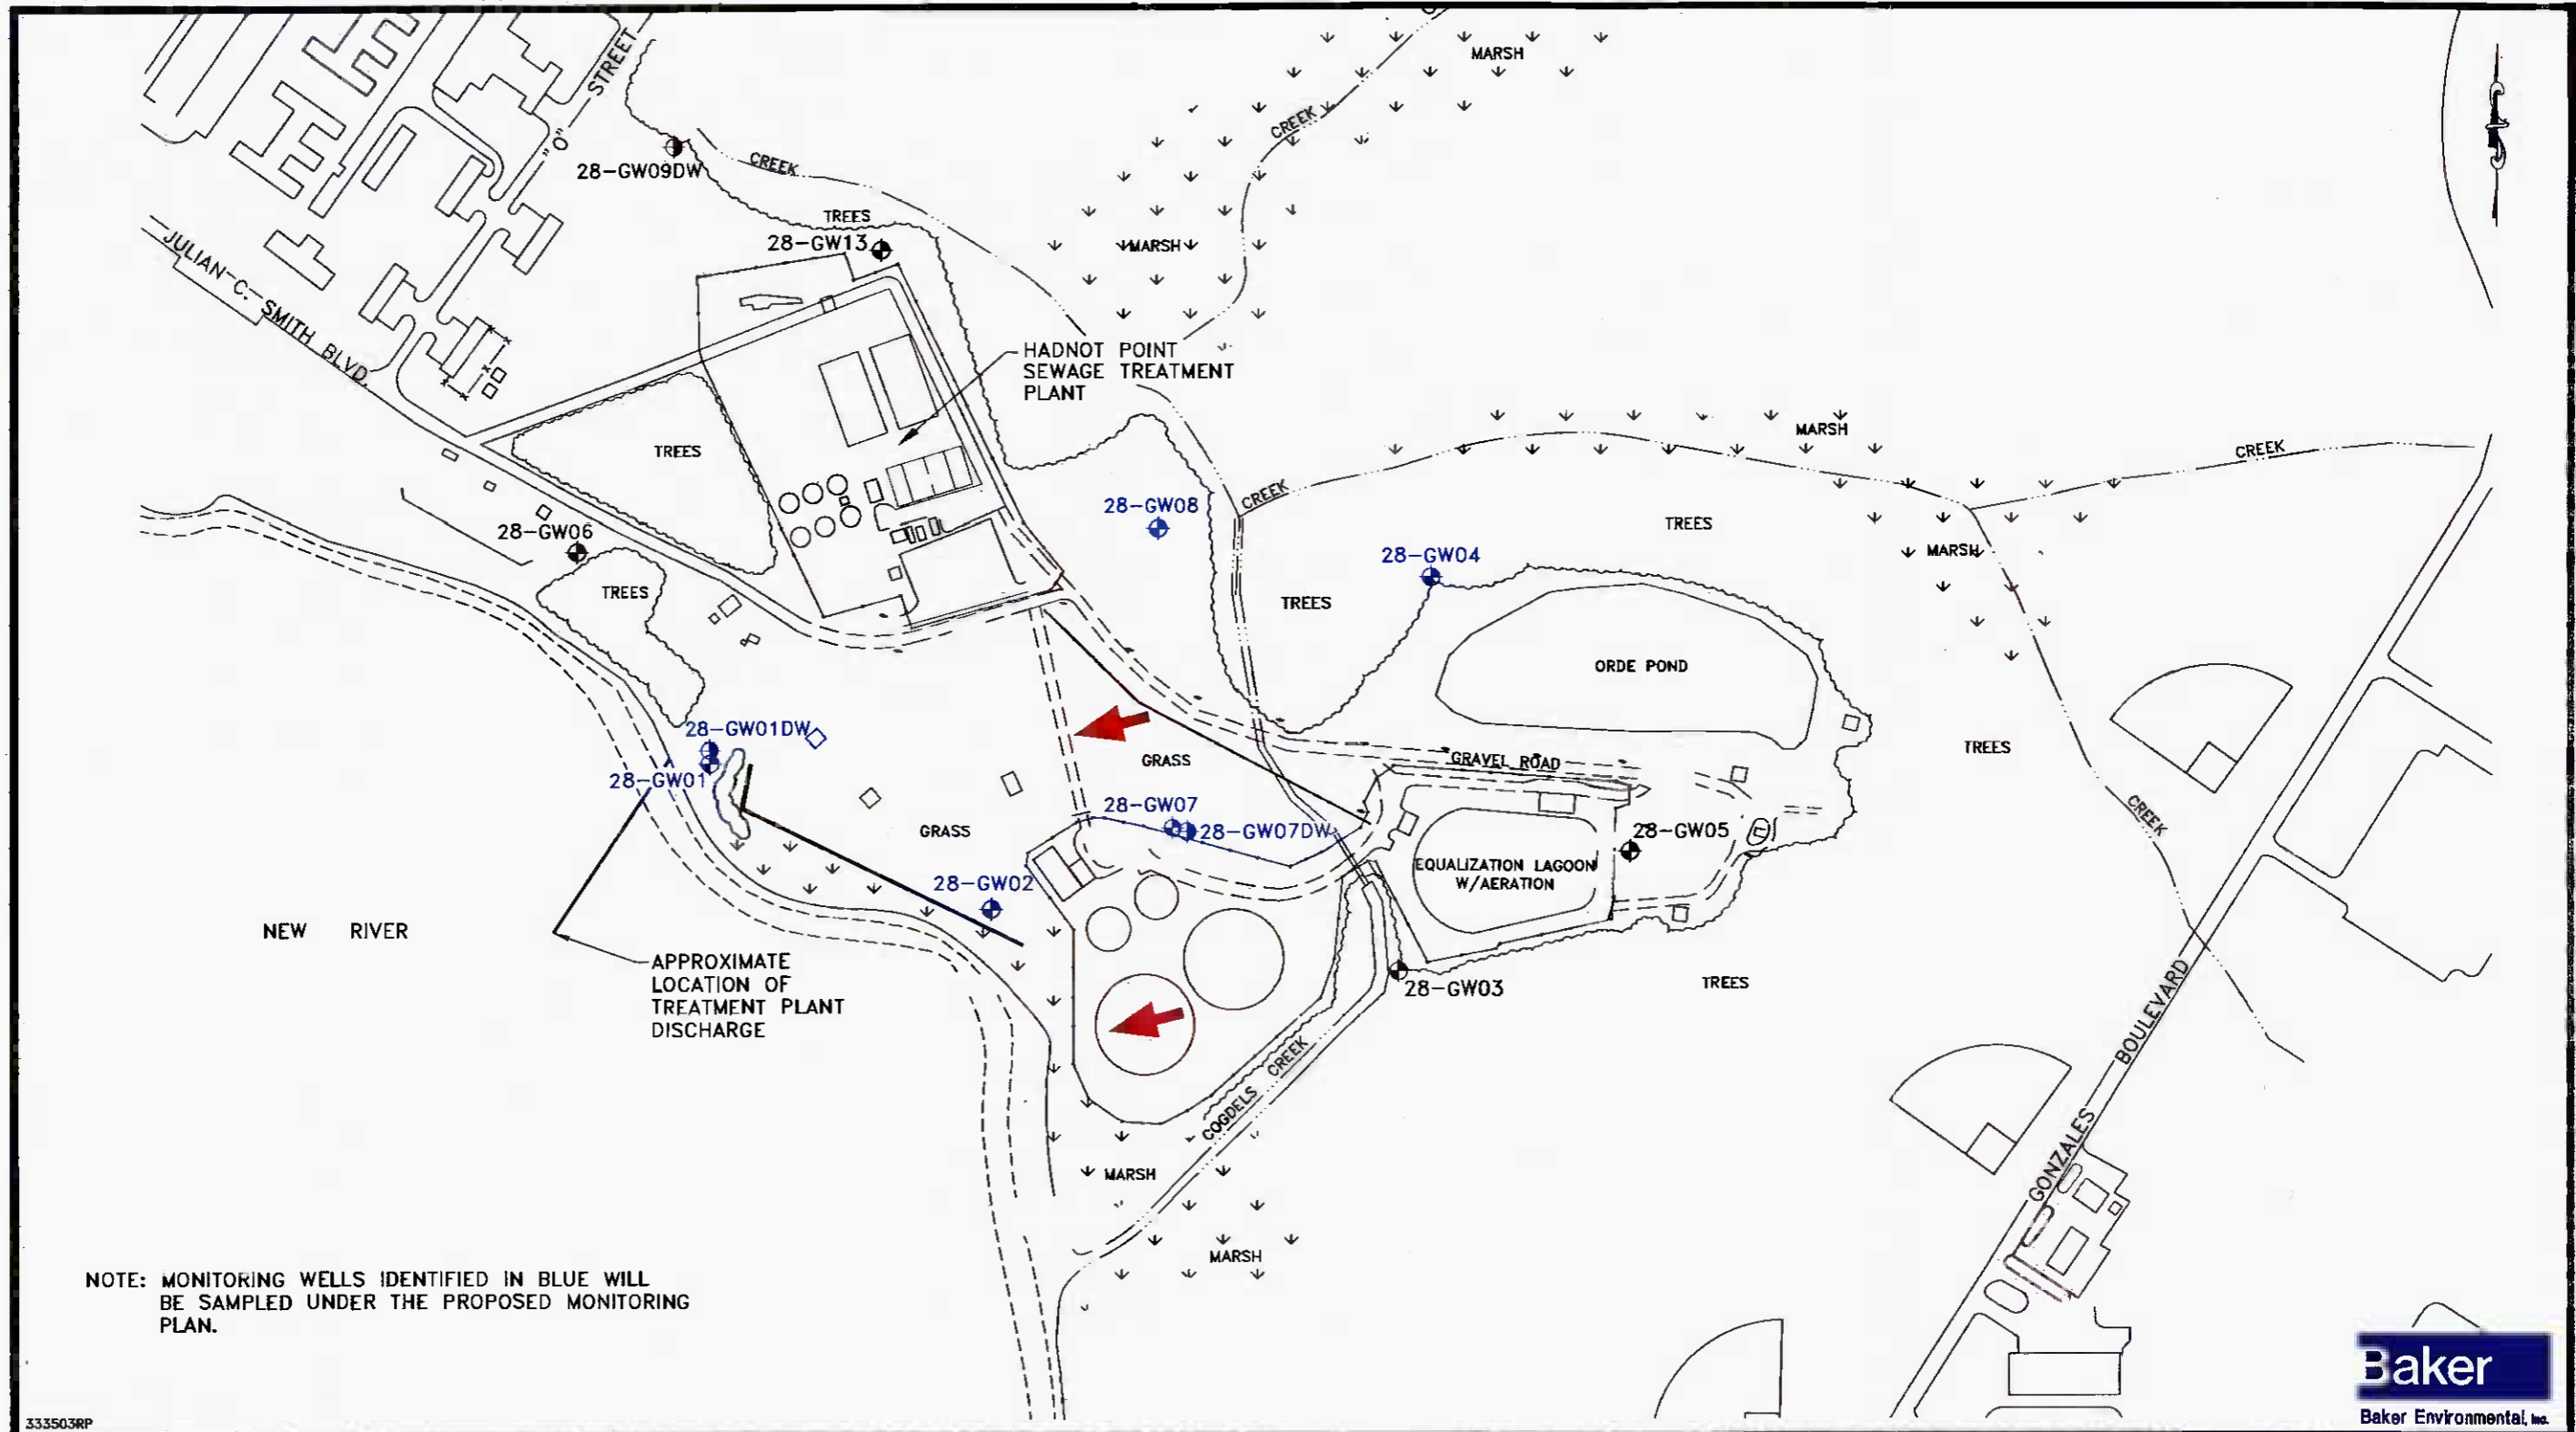 MARSH
STREET
"O"
CREEK
28-GW09DW
CREEK
TREES
28-GW13
MARSH
JULIAN C. SMITH BLVD.
HADNOT POINT
SEWAGE TREATMENT
PLANT
TREES
MARSH
CREEK
CREEK
28-GW08
28-GW06
TREES
28-GW04
MARSH
TREES
TREES
ORDE POND
28-GW01DW
TREES
GRASS
GRAVEL ROAD
28-GW01
28-GW07
28-GW07DW
CREEK
GRASS
28-GW05
EQUALIZATION LAGOON
W/AERATION
28-GW02
NEW RIVER
APPROXIMATE
LOCATION OF
TREATMENT PLANT
DISCHARGE
28-GW03
TREES
COGDELS CREEK
GONZALES BOULEVARD
MARSH
MARSH
NOTE: MONITORING WELLS IDENTIFIED IN BLUE WILL
BE SAMPLED UNDER THE PROPOSED MONITORING
PLAN.
Baker
Baker Environmental, Inc.
333503RP